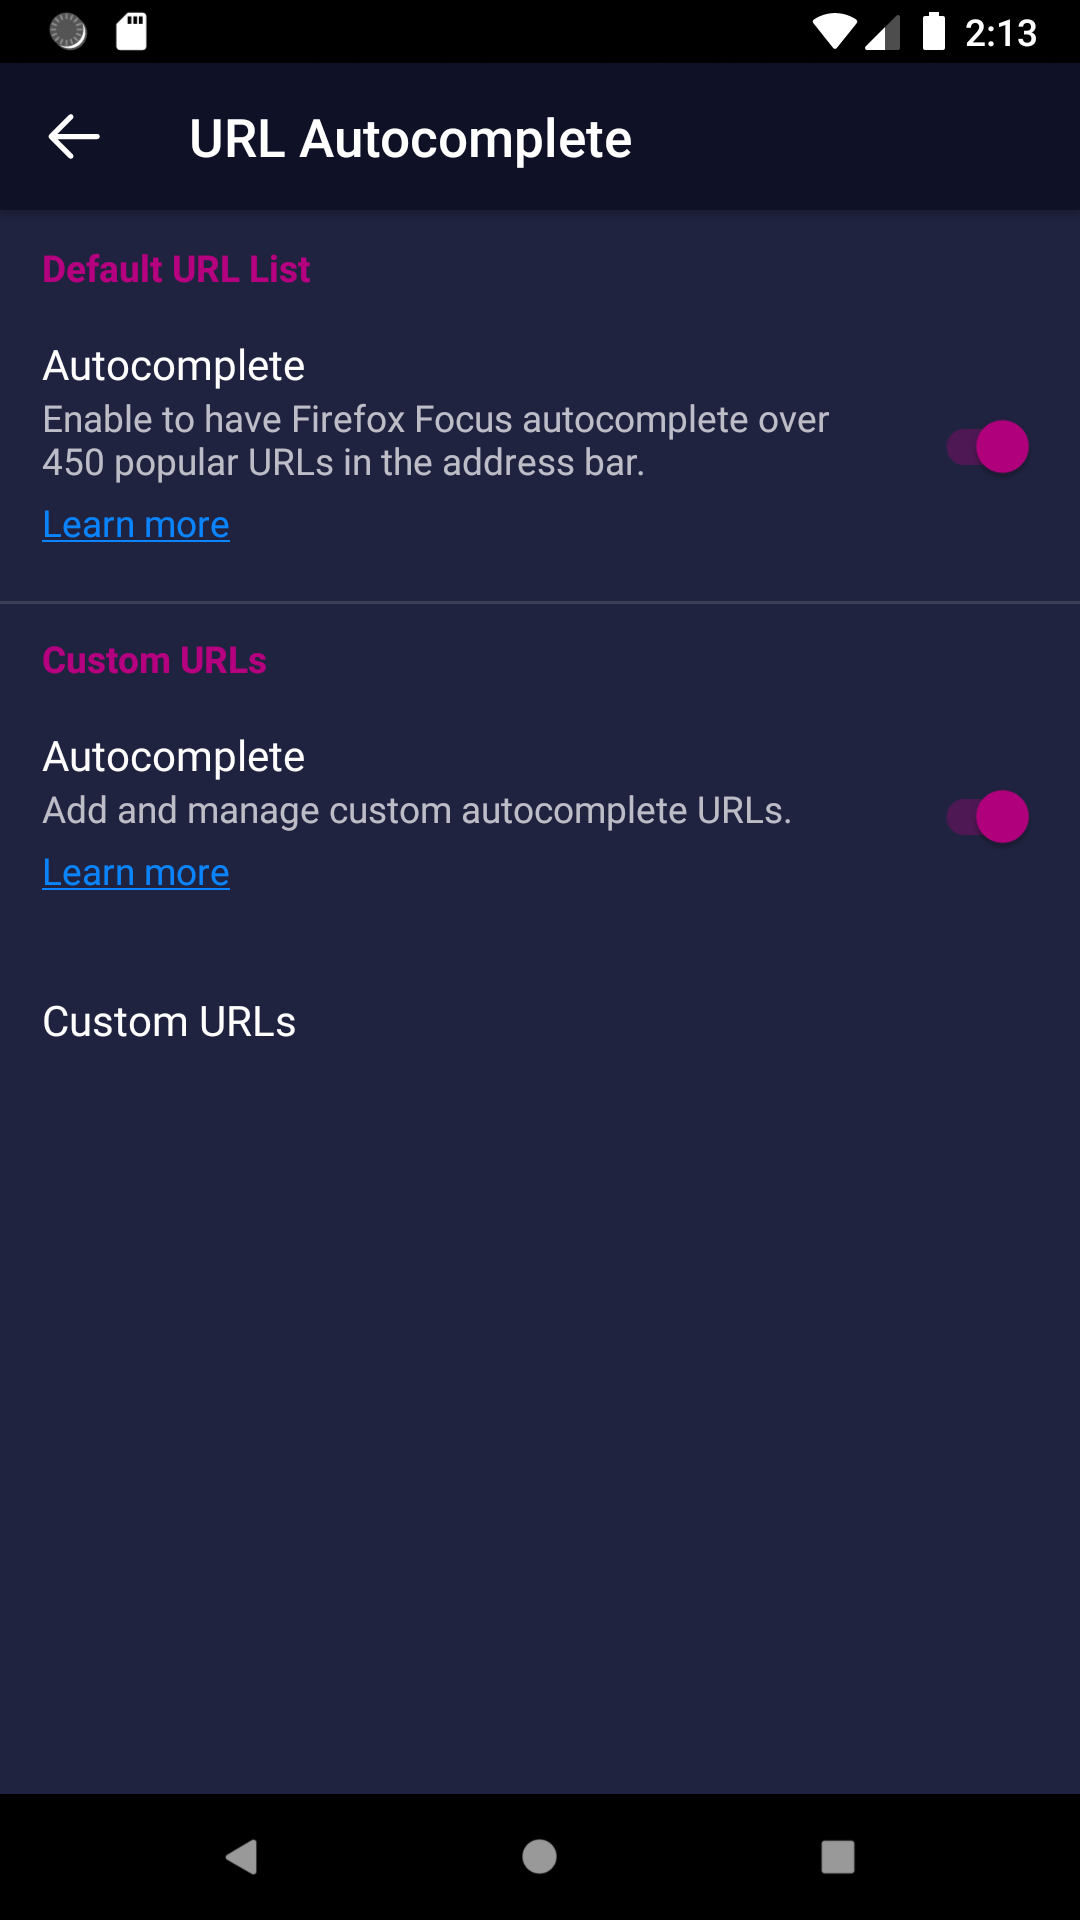 2:13
URL Autocomplete
Default URL List
Autocomplete
Enable to have Firefox Focus autocomplete over
450 popular URLs in the address bar.
Learn more
Custom URLs
Autocomplete
Add and manage custom autocomplete URLs.
Learn more
Custom URLs